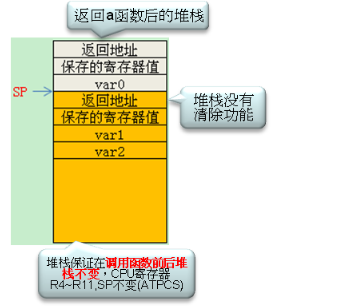 返回a函数后的堆栈
返回地址
保存的寄存器值
var0
SP
返回地址
保存的寄存器值
var1
var2
堆栈没有
清除功能
堆栈保证在调用函数前后堆
栈不变，CPU寄存器
R4~R11,SP不变(ATPCS)